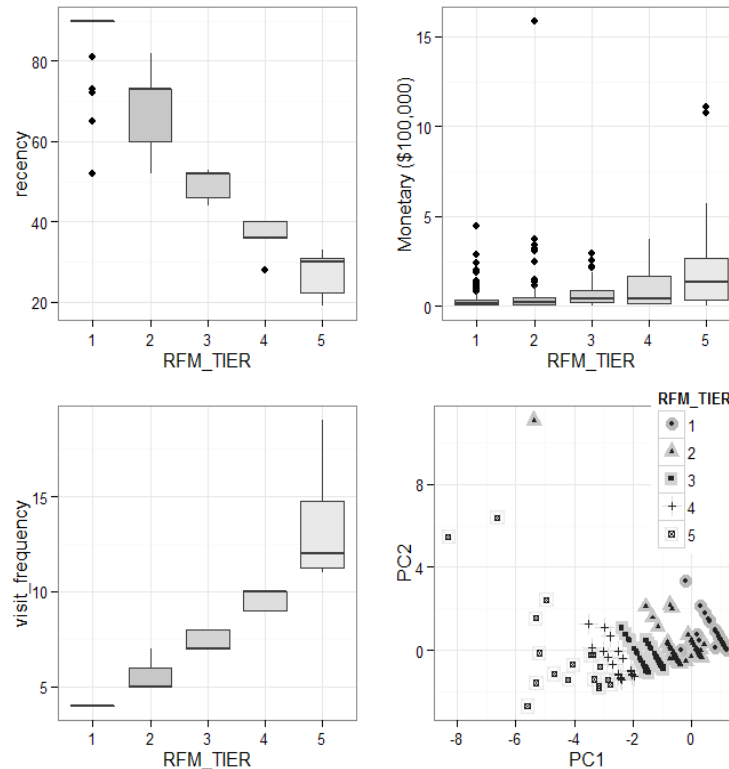 recency
80
60
40
20
1 2 3 4 5
RFM_TIER
Monetary ($100,000)
15
10
5
0
1 2 3 4 5
RFM_TIER
visit_frequency
15
10
5
1 2 3 4 5
RFM_TIER
PC2
8
4
0
-8 -6 -4 -2 0
PC1
RFM_TIER
1
2
3
4
5